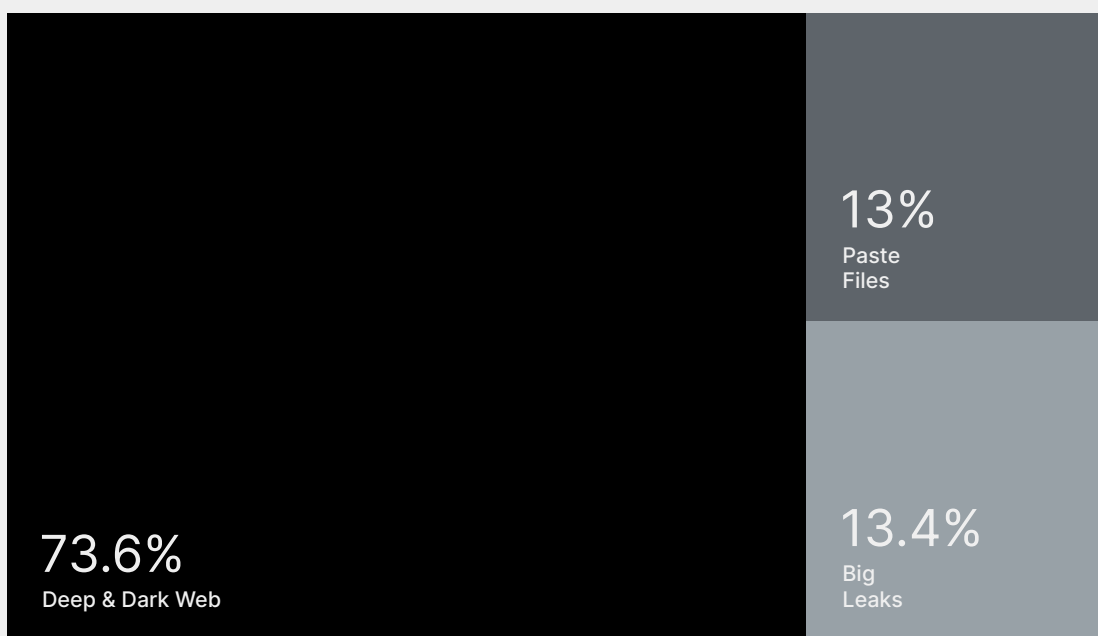 13%
Paste
Files
73.6%
Deep & Dark Web
13.4%
Big
Leaks